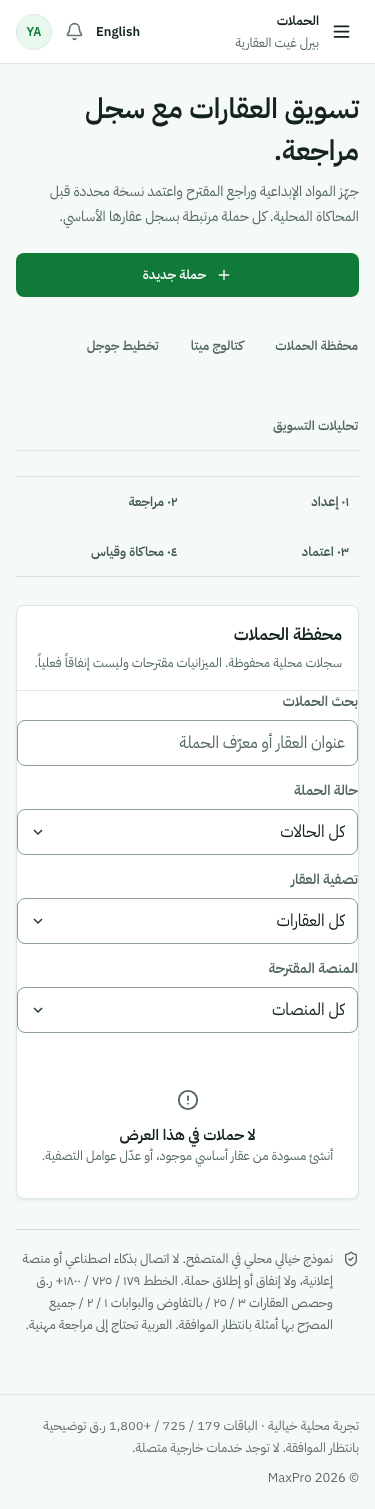 الحملات
بيرل غيت العقارية
English
YA
تسويق العقارات مع سجل
مراجعة.
جهّز المواد الإبداعية وراجع المقترح واعتمد نسخة محددة قبل
المحاكاة المحلية. كل حملة مرتبطة بسجل عقارها الأساسي.
+ حملة جديدة
محفظة الحملات
كتالوج ميتا
تخطيط جوجل
تحليلات التسويق
٠١ إعداد
٠٢ مراجعة
٠٣ اعتماد
٠٤ محاكاة وقياس
محفظة الحملات
سجلات محلية محفوظة. الميزانيات مقترحات وليست إنفاقاً فعلياً.
بحث الحملات
عنوان العقار أو معرّف الحملة
حالة الحملة
كل الحالات
تصفية العقار
كل العقارات
المنصة المقترحة
كل المنصات
لا حملات في هذا العرض
أنشئ مسودة من عقار أساسي موجود، أو عدّل عوامل التصفية.
نموذج خيالي محلي في المتصفح. لا اتصال بذكاء اصطناعي أو منصة
إعلانية، ولا إنفاق أو إطلاق حملة. الخطط ١٧٩ / ٧٢٥ / ١٨٠٠+ ر.ق
وحصص العقارات ٣ / ٢٥ / بالتفاوض والبوابات ١ / ٢ / جميع
المصرّح بها أمثلة بانتظار الموافقة. العربية تحتاج إلى مراجعة مهنية.
تجربة محلية خيالية · الباقات 179 / 725 / +1,800 ر.ق توضيحية
بانتظار الموافقة. لا توجد خدمات خارجية متصلة.
© 2026 MaxPro